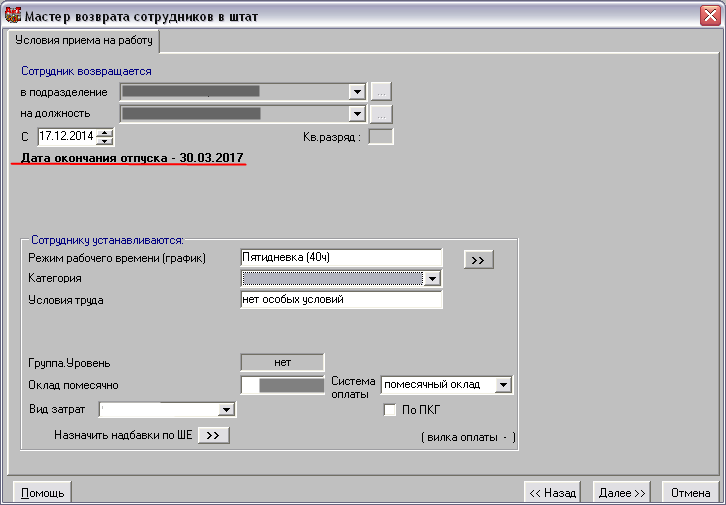 Мастер возврата сотрудников в штат
Условия приема на работу
Сотрудник возвращается
в подразделение ...
на должность ...
С 17.12.2014 Кв.разряд :
Дата окончания отпуска - 30.03.2017
Сотруднику устанавливаются:
Режим рабочего времени (график) Пятидневка (40ч) >>
Категория
Условия труда нет особых условий
Группа.Уровень нет
Оклад помесячно Система оплаты помесячный оклад
Вид затрат По ПКГ
Назначить надбавки по ШЕ >> ( вилка оплаты - )
Помощь << Назад Далее >> Отмена